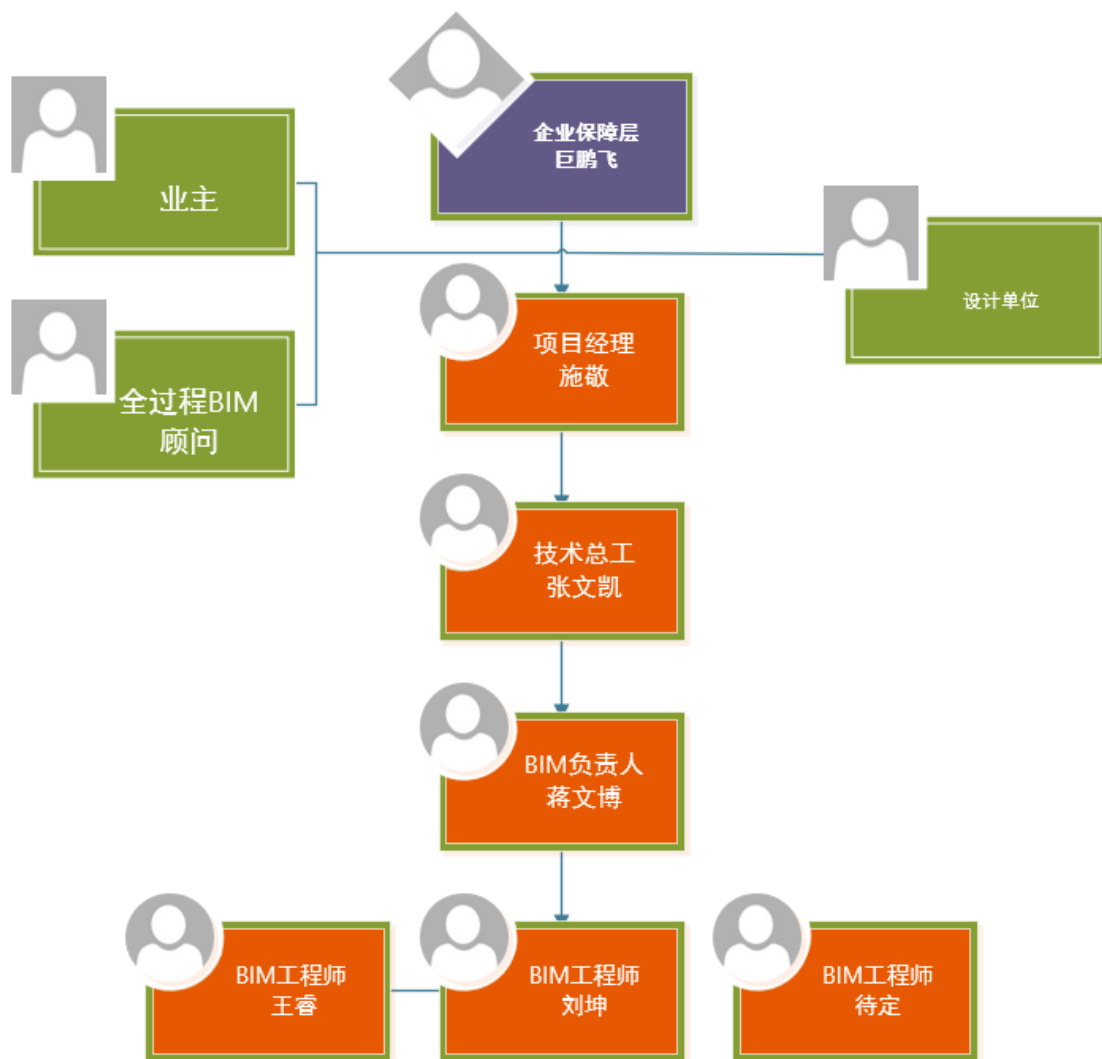 企业保障层
巨鹏飞
业主
设计单位
项目经理
施敬
全过程BIM
顾问
技术总工
张文凯
BIM负责人
蒋文博
BIM工程师
王睿
BIM工程师
刘坤
BIM工程师
待定